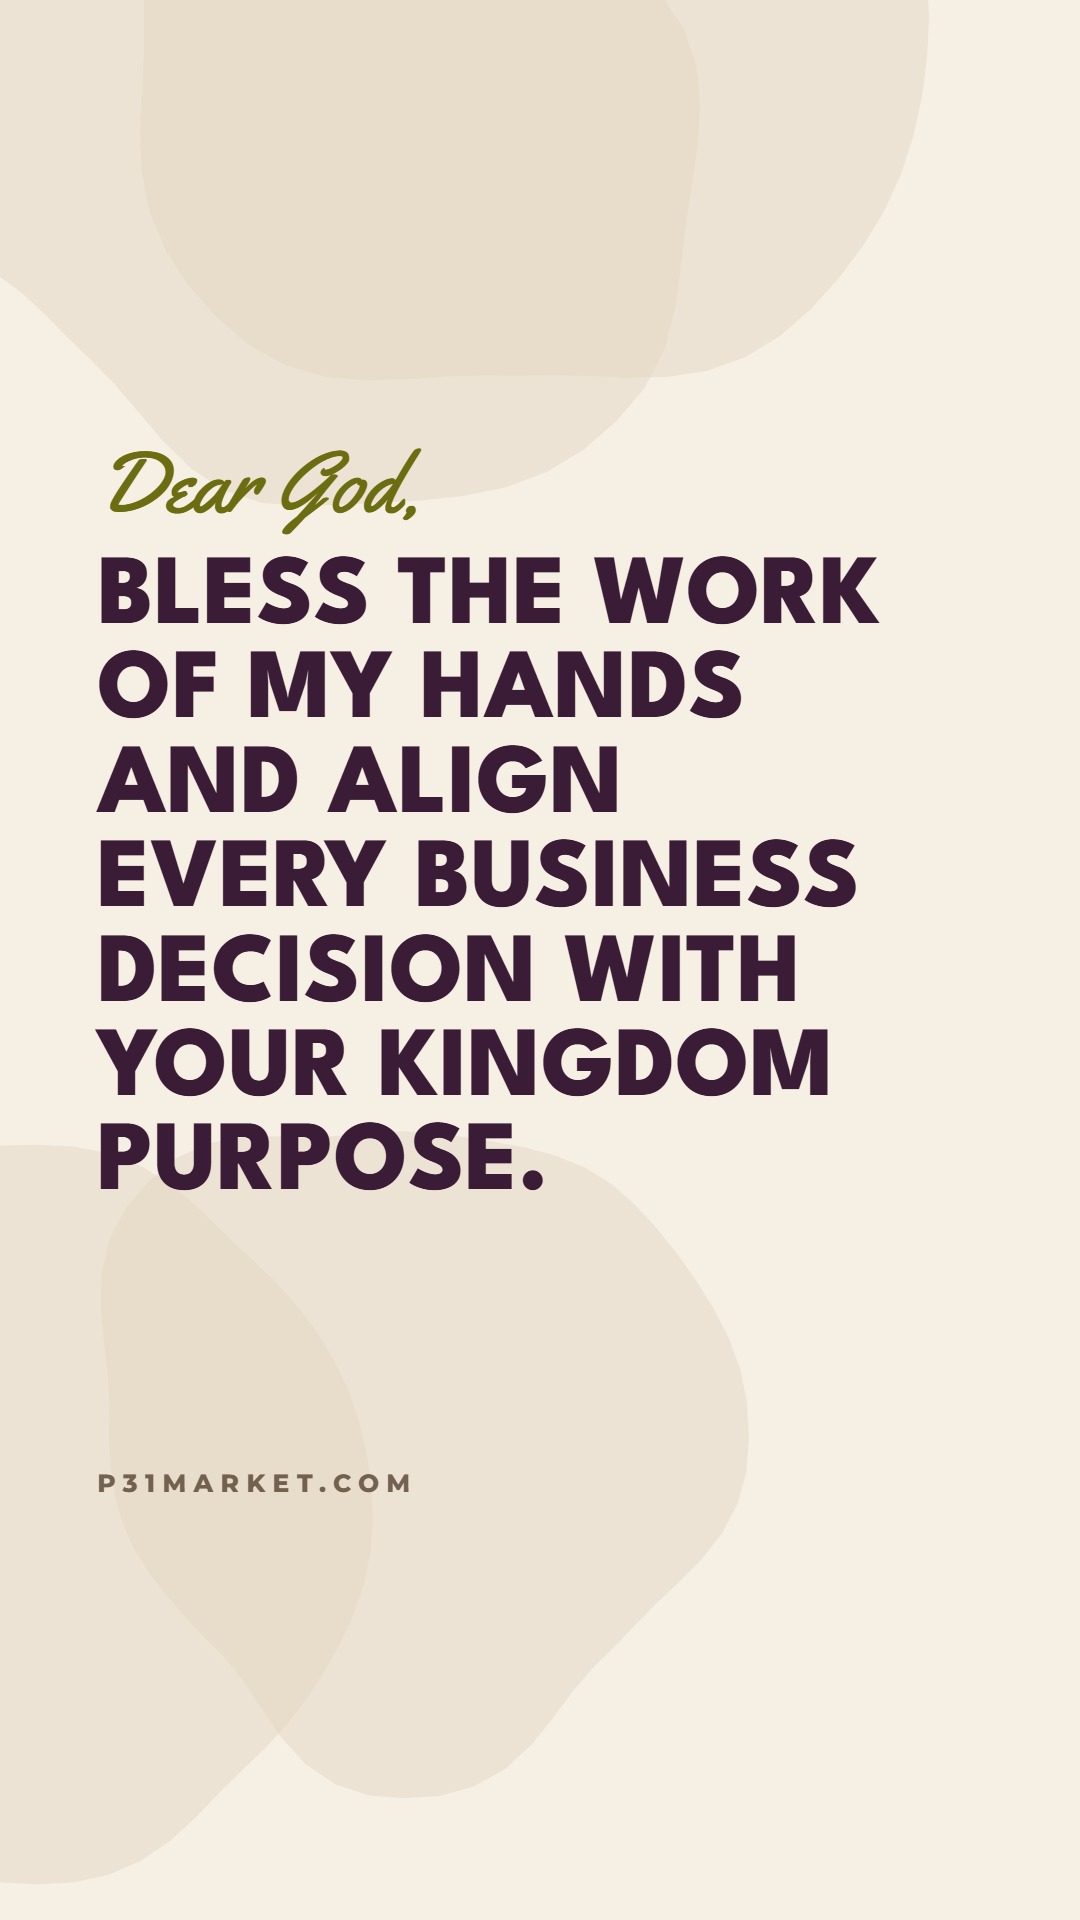 Dear God,
BLESS THE WORK
OF MY HANDS
AND ALIGN
EVERY BUSINESS
DECISION WITH
YOUR KINGDOM
PURPOSE.
P31MARKET.COM